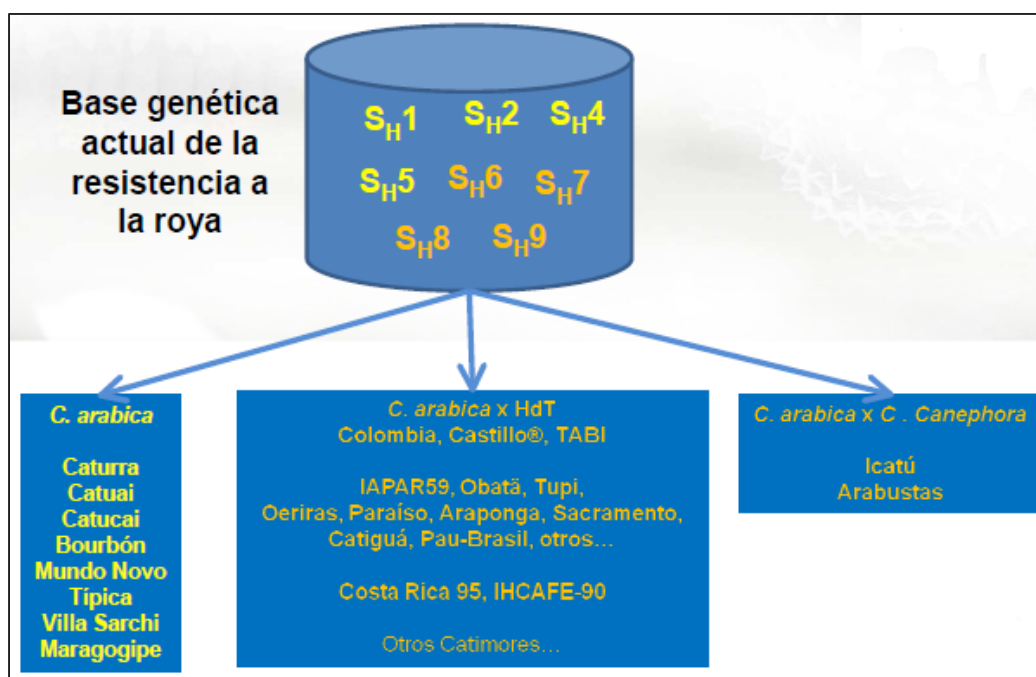 Base genética
actual de la
resistencia a
la roya
SH1 SH2 SH4
SH5 SH6 SH7
SH8 SH9
C. arabica
Caturra
Catuai
Catucai
Bourbón
Mundo Novo
Típica
Villa Sarchi
Maragogipe
C. arabica x HdT
Colombia, Castillo®, TABI
IAPAR59, Obatä, Tupi,
Oeriras, Paraíso, Araponga, Sacramento,
Catiguá, Pau-Brasil, otros...
Costa Rica 95, IHCAFE-90
Otros Catimores...
C. arabica x C . Canephora
Icatú
Arabustas